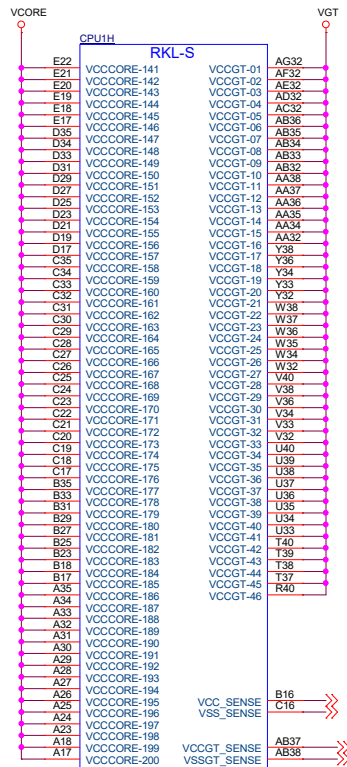 VCORE VGT
CPU1H
RKL-S
E22 VCCCORE-141 VCCGT-01 AG32
E21 VCCCORE-142 VCCGT-02 AF32
E20 VCCCORE-143 VCCGT-03 AE32
E19 VCCCORE-144 VCCGT-04 AD32
E18 VCCCORE-145 VCCGT-05 AC32
E17 VCCCORE-146 VCCGT-06 AB36
D35 VCCCORE-147 VCCGT-07 AB35
D34 VCCCORE-148 VCCGT-08 AB34
D33 VCCCORE-149 VCCGT-09 AB33
D31 VCCCORE-150 VCCGT-10 AB32
D29 VCCCORE-151 VCCGT-11 AA38
D27 VCCCORE-152 VCCGT-12 AA37
D25 VCCCORE-153 VCCGT-13 AA36
D23 VCCCORE-154 VCCGT-14 AA35
D21 VCCCORE-155 VCCGT-15 AA34
D19 VCCCORE-156 VCCGT-16 AA32
D17 VCCCORE-157 VCCGT-17 Y38
C35 VCCCORE-158 VCCGT-18 Y36
C34 VCCCORE-159 VCCGT-19 Y34
C33 VCCCORE-160 VCCGT-20 Y33
C32 VCCCORE-161 VCCGT-21 Y32
C31 VCCCORE-162 VCCGT-22 W38
C30 VCCCORE-163 VCCGT-23 W37
C29 VCCCORE-164 VCCGT-24 W36
C28 VCCCORE-165 VCCGT-25 W35
C27 VCCCORE-166 VCCGT-26 W34
C26 VCCCORE-167 VCCGT-27 W32
C25 VCCCORE-168 VCCGT-28 V40
C24 VCCCORE-169 VCCGT-29 V38
C23 VCCCORE-170 VCCGT-30 V36
C22 VCCCORE-171 VCCGT-31 V34
C21 VCCCORE-172 VCCGT-32 V33
C20 VCCCORE-173 VCCGT-33 V32
C19 VCCCORE-174 VCCGT-34 U40
C18 VCCCORE-175 VCCGT-35 U39
C17 VCCCORE-176 VCCGT-36 U38
B35 VCCCORE-177 VCCGT-37 U37
B33 VCCCORE-178 VCCGT-38 U36
B31 VCCCORE-179 VCCGT-39 U35
B29 VCCCORE-180 VCCGT-40 U34
B27 VCCCORE-181 VCCGT-41 U33
B25 VCCCORE-182 VCCGT-42 T40
B23 VCCCORE-183 VCCGT-43 T39
B18 VCCCORE-184 VCCGT-44 T38
B17 VCCCORE-185 VCCGT-45 T37
A35 VCCCORE-186 VCCGT-46 R40
A34 VCCCORE-187
A33 VCCCORE-188
A32 VCCCORE-189
A31 VCCCORE-190
A30 VCCCORE-191
A29 VCCCORE-192
A28 VCCCORE-193
A27 VCCCORE-194
A26 VCCCORE-195 VCC_SENSE B16
A25 VCCCORE-196 VSS_SENSE C16
A24 VCCCORE-197
A23 VCCCORE-198
A18 VCCCORE-199 VCCGT_SENSE AB37
A17 VCCCORE-200 VSSGT_SENSE AB38